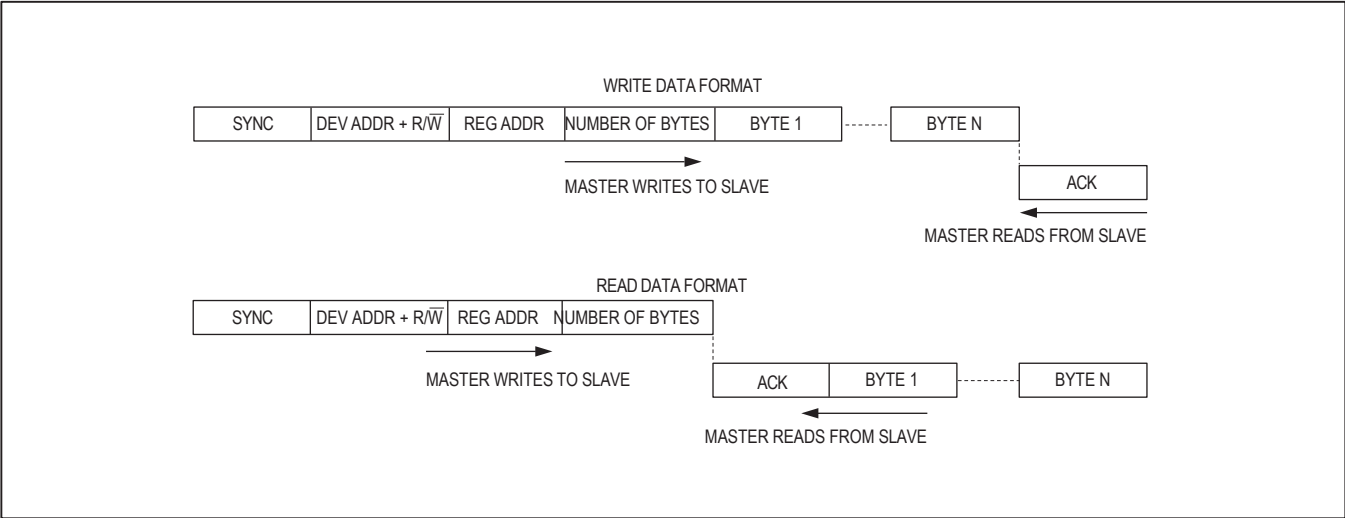 WRITE DATA FORMAT
SYNC DEV ADDR + R/W̅ REG ADDR NUMBER OF BYTES BYTE 1 BYTE N
ACK
MASTER WRITES TO SLAVE
MASTER READS FROM SLAVE
READ DATA FORMAT
SYNC DEV ADDR + R/W̅ REG ADDR NUMBER OF BYTES
ACK BYTE 1 BYTE N
MASTER WRITES TO SLAVE
MASTER READS FROM SLAVE